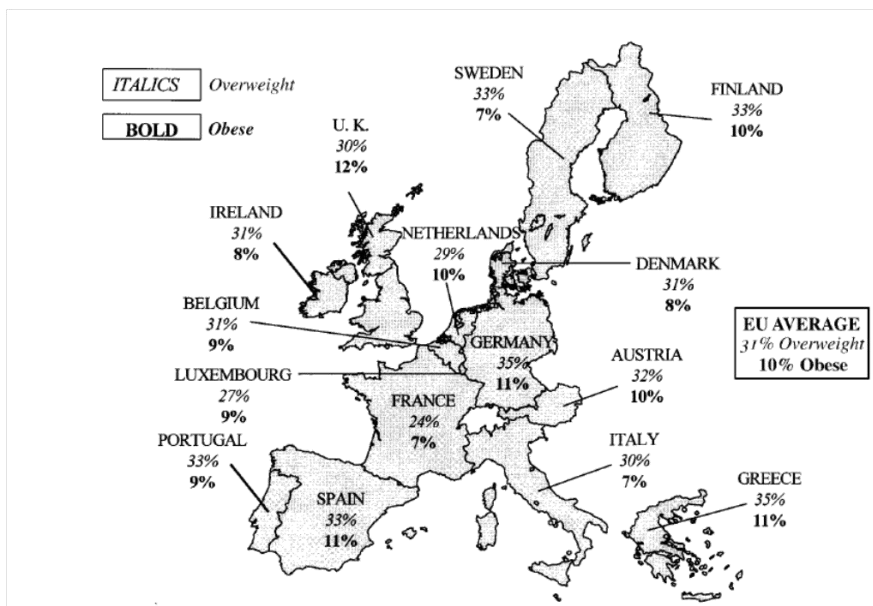 ITALICS Overweight
BOLD Obese
SWEDEN
33%
7%
FINLAND
33%
10%
U. K.
30%
12%
IRELAND
31%
8%
NETHERLANDS
29%
10%
DENMARK
31%
8%
BELGIUM
31%
9%
EU AVERAGE
31% Overweight
10% Obese
GERMANY
35%
11%
AUSTRIA
32%
10%
LUXEMBOURG
27%
9%
FRANCE
24%
7%
PORTUGAL
33%
9%
ITALY
30%
7%
SPAIN
33%
11%
GREECE
35%
11%